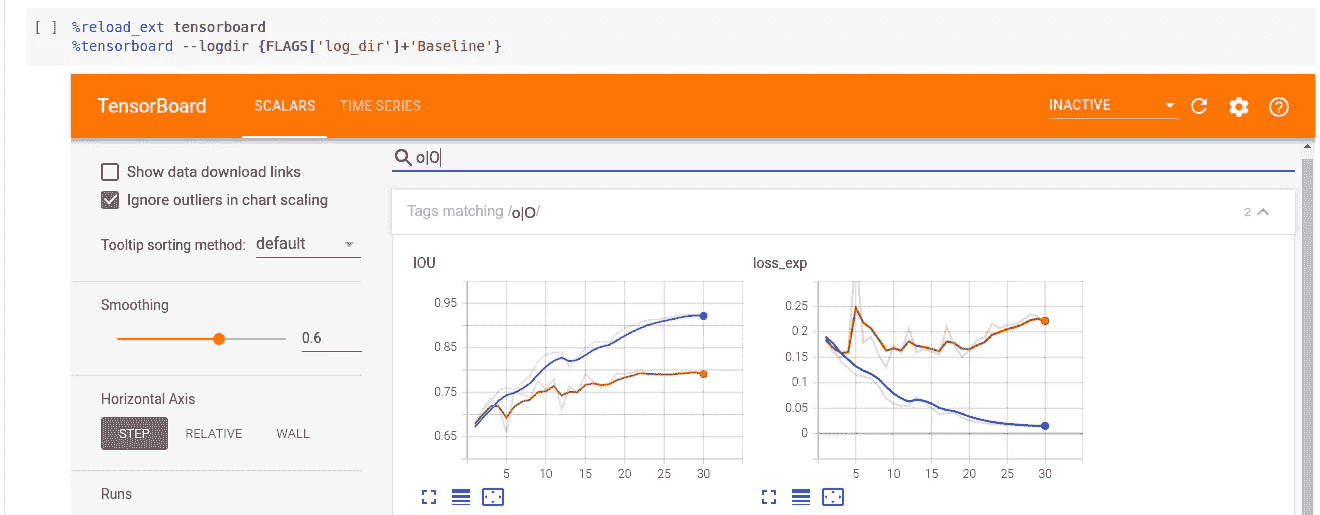 [ ] %reload_ext tensorboard
%tensorboard --logdir {FLAGS['log_dir']+'Baseline'}
TensorBoard SCALARS TIME SERIES INACTIVE
Show data download links
Ignore outliers in chart scaling
Tooltip sorting method: default
Smoothing
0.6
Horizontal Axis
STEP RELATIVE WALL
Runs
o|O
Tags matching /o|O/ 2
IOU
0.95
0.85
0.75
0.65
5 10 15 20 25 30
loss_exp
0.25
0.2
0.15
0.1
0.05
0
5 10 15 20 25 30